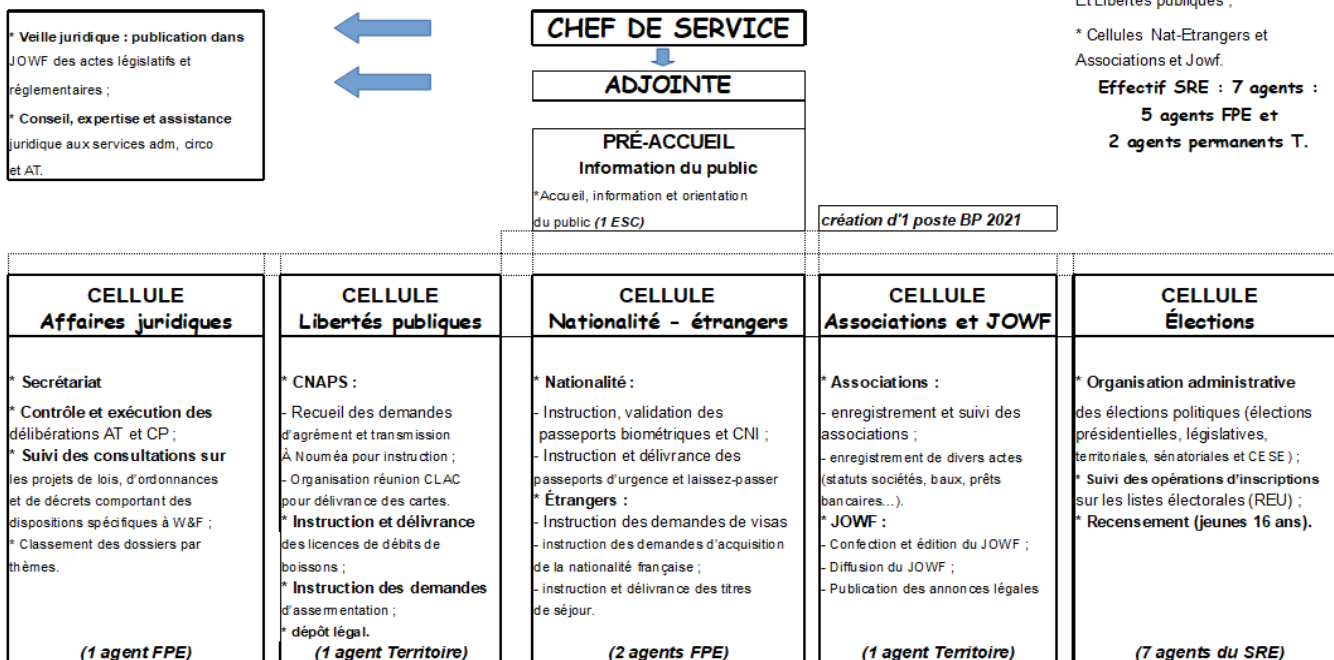 * Veille juridique : publication dans
JOWF des actes législatifs et
réglementaires ;
* Conseil, expertise et assistance
juridique aux services adm, circo
et AT.
CHEF DE SERVICE
ADJOINTE
PRÉ-ACCUEIL
Information du public
*Accueil, information et orientation
du public (1 ESC)
Et Libertés publiques ;
* Cellules Nat-Etrangers et
Associations et Jowf.
Effectif SRE : 7 agents :
5 agents FPE et
2 agents permanents T.
création d'1 poste BP 2021
CELLULE
Affaires juridiques
* Secrétariat
* Contrôle et exécution des
délibérations AT et CP ;
* Suivi des consultations sur
les projets de lois, d'ordonnances
et de décrets comportant des
dispositions spécifiques à W&F ;
* Classement des dossiers par
thèmes.
(1 agent FPE)
CELLULE
Libertés publiques
* CNAPS :
- Recueil des demandes
d'agrément et transmission
À Nouméa pour instruction ;
- Organisation réunion CLAC
pour délivrance des cartes.
* Instruction et délivrance
des licences de débits de
boissons ;
* Instruction des demandes
d'assermentation ;
* dépôt légal.
(1 agent Territoire)
CELLULE
Nationalité - étrangers
* Nationalité :
- Instruction, validation des
passeports biométriques et CNI ;
- Instruction et délivrance des
passeports d'urgence et laissez-passer
* Étrangers :
- Instruction des demandes de visas
- instruction des demandes d'acquisition
de la nationalité française ;
- instruction et délivrance des titres
de séjour.
(2 agents FPE)
CELLULE
Associations et JOWF
* Associations :
- enregistrement et suivi des
associations ;
- enregistrement de divers actes
(statuts sociétés, baux, prêts
bancaires...).
* JOWF :
- Confection et édition du JOWF ;
- Diffusion du JOWF ;
- Publication des annonces légales
(1 agent Territoire)
CELLULE
Élections
* Organisation administrative
des élections politiques (élections
présidentielles, législatives,
territoriales, sénatoriales et CESE) ;
* Suivi des opérations d'inscriptions
sur les listes électorales (REU) ;
* Recensement (jeunes 16 ans).
(7 agents du SRE)